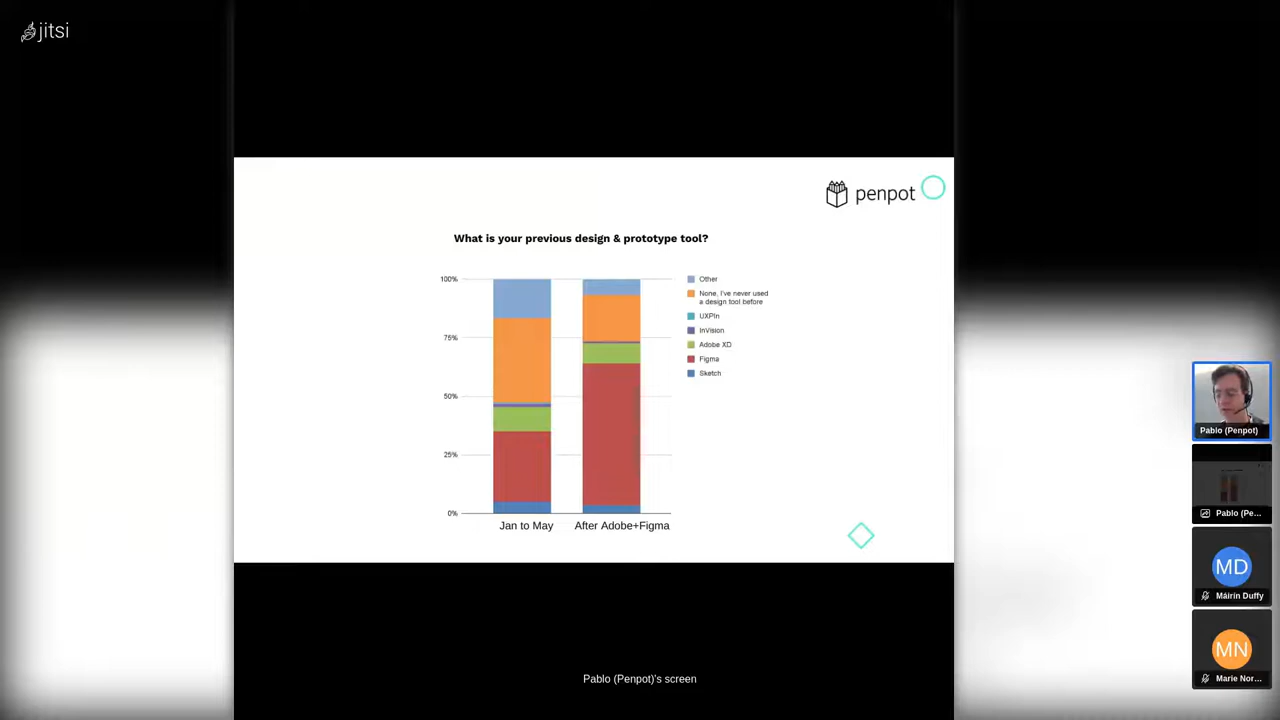 jitsi
penpot
What is your previous design & prototype tool?
100%
75%
50%
25%
0%
Jan to May
After Adobe+Figma
Other
None, I've never used
a design tool before
UXPin
InVision
Adobe XD
Figma
Sketch
Pablo (Penpot)
Pablo (Pe...
MD
Máirín Duffy
MN
Marie Nor...
Pablo (Penpot)'s screen